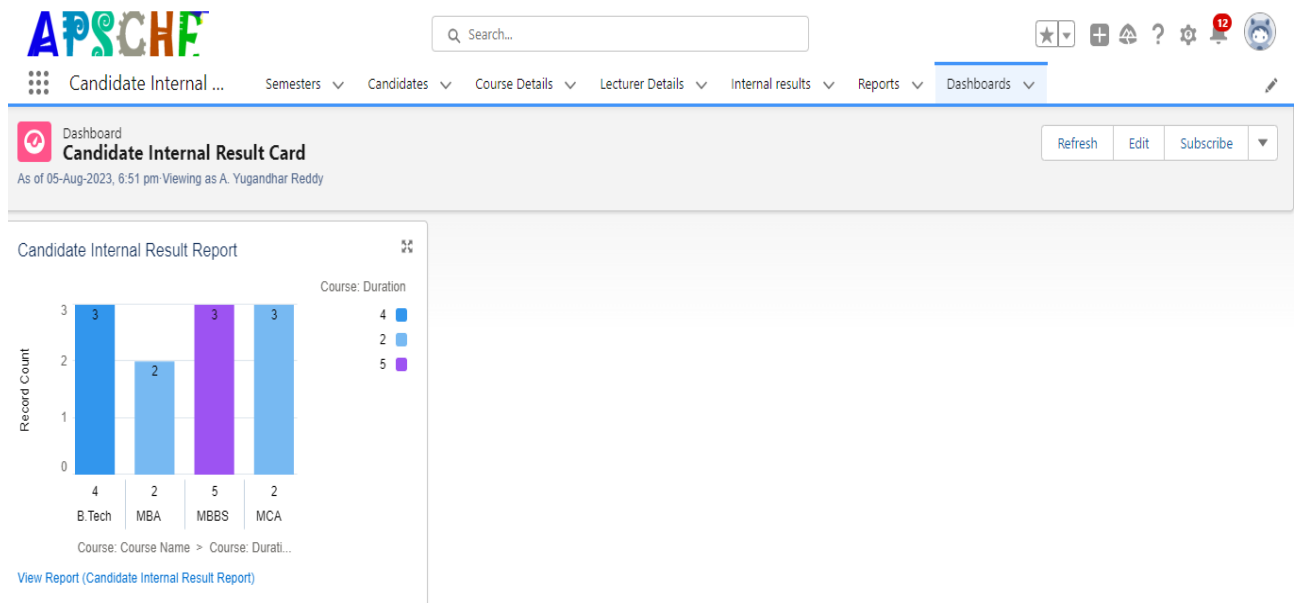 APSCHE
Search...
12
Candidate Internal ...
Semesters
Candidates
Course Details
Lecturer Details
Internal results
Reports
Dashboards
Dashboard
Candidate Internal Result Card
As of 05-Aug-2023, 6:51 pm·Viewing as A. Yugandhar Reddy
Refresh
Edit
Subscribe
Candidate Internal Result Report
Course: Duration
4
2
5
Record Count
3
2
1
0
3
2
3
3
4 2 5 2
B.Tech MBA MBBS MCA
Course: Course Name > Course: Durati...
View Report (Candidate Internal Result Report)